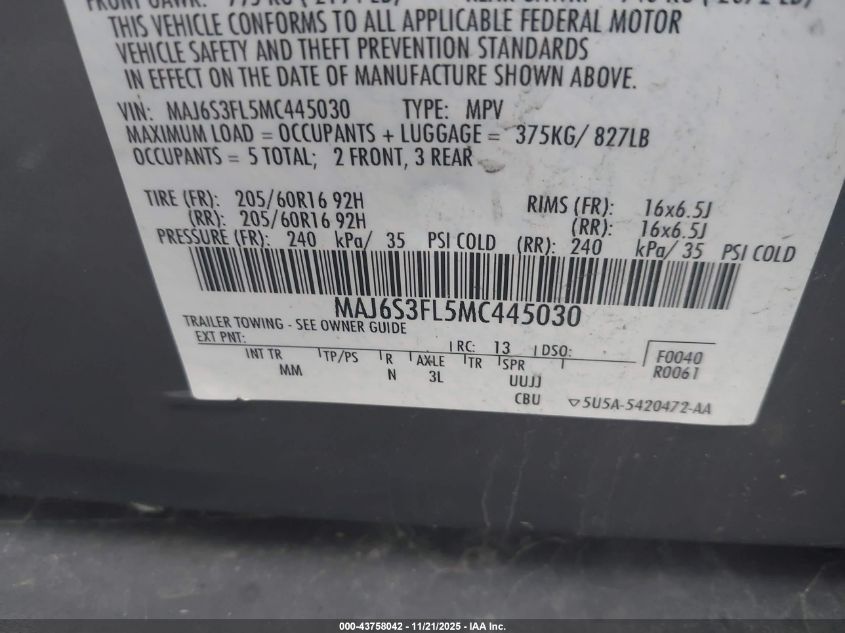 THIS VEHICLE CONFORMS TO ALL APPLICABLE FEDERAL MOTOR
VEHICLE SAFETY AND THEFT PREVENTION STANDARDS
IN EFFECT ON THE DATE OF MANUFACTURE SHOWN ABOVE.
VIN: MAJ6S3FL5MC445030 TYPE: MPV
MAXIMUM LOAD = OCCUPANTS + LUGGAGE = 375KG/ 827LB
OCCUPANTS = 5 TOTAL; 2 FRONT, 3 REAR
TIRE (FR): 205/60R16 92H RIMS (FR): 16x6.5J
(RR): 205/60R16 92H (RR): 16x6.5J
PRESSURE (FR): 240 kPa/ 35 PSI COLD (RR): 240 kPa/ 35 PSI COLD
MAJ6S3FL5MC445030
TRAILER TOWING - SEE OWNER GUIDE
EXT PNT: RC: 13 DSO: F0040
INT TR TP/PS R AXLE TR SPR R0061
MM N 3L UUJJ
CBU ▽5U5A-5420472-AA
000-43758042 - 11/21/2025 - IAA Inc.